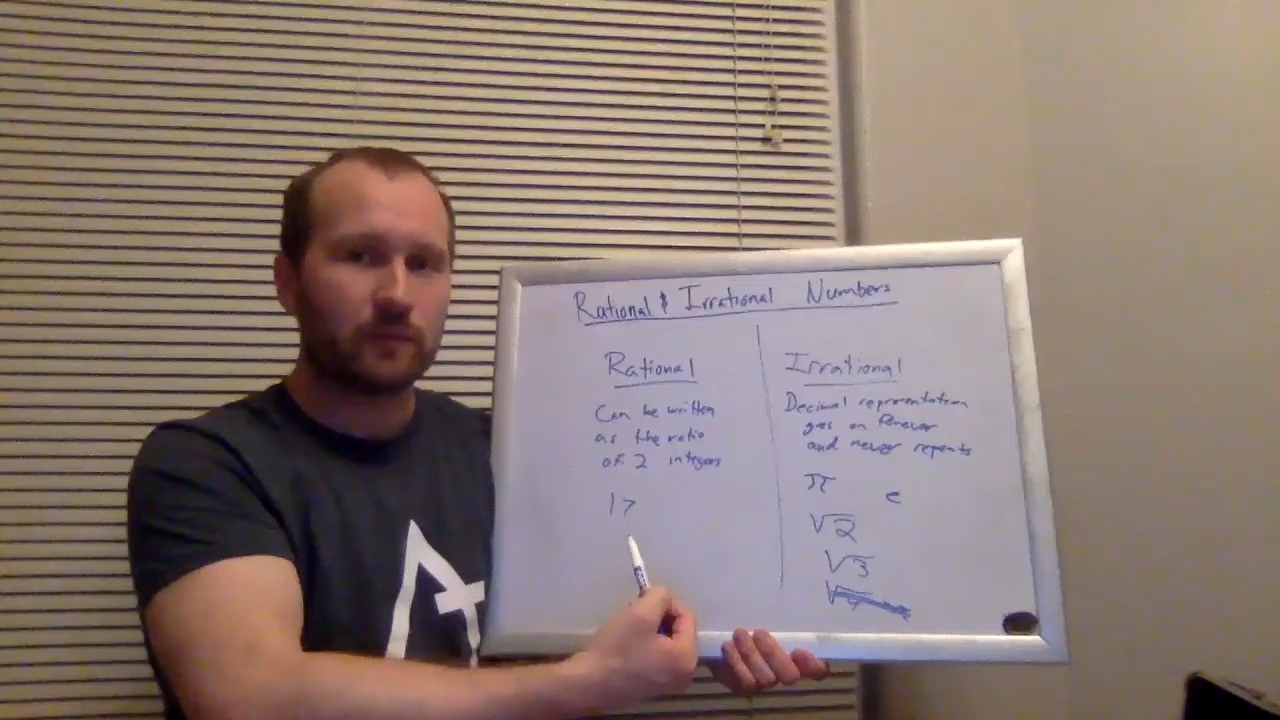 Rational & Irrational Numbers
Rational
Can be written
as the ratio
of 2 integers
17
Irrational
Decimal representation
goes on forever
and never repeats
π e
√2
√3